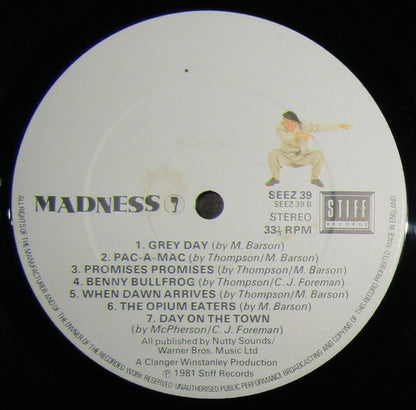 MADNESS 7
SEEZ 39
SEEZ 39 B
STEREO
33⅓ RPM
STIFF
RECORDS
1. GREY DAY (by M. Barson)
2. PAC-A-MAC (by Thompson/M. Barson)
3. PROMISES PROMISES (by Thompson/M. Barson)
4. BENNY BULLFROG (by Thompson/C. J. Foreman)
5. WHEN DAWN ARRIVES (by Thompson/M. Barson)
6. THE OPIUM EATERS (by M. Barson)
7. DAY ON THE TOWN
(by McPherson/C. J. Foreman)
All published by Nutty Sounds/
Warner Bros. Music Ltd
A Clanger Winstanley Production
℗ 1981 Stiff Records
ALL RIGHTS OF THE MANUFACTURER AND OF THE OWNER OF THE RECORDED WORK RESERVED. UNAUTHORISED PUBLIC PERFORMANCE, BROADCASTING, AND COPYING OF THIS RECORD PROHIBITED. MADE IN ENGLAND